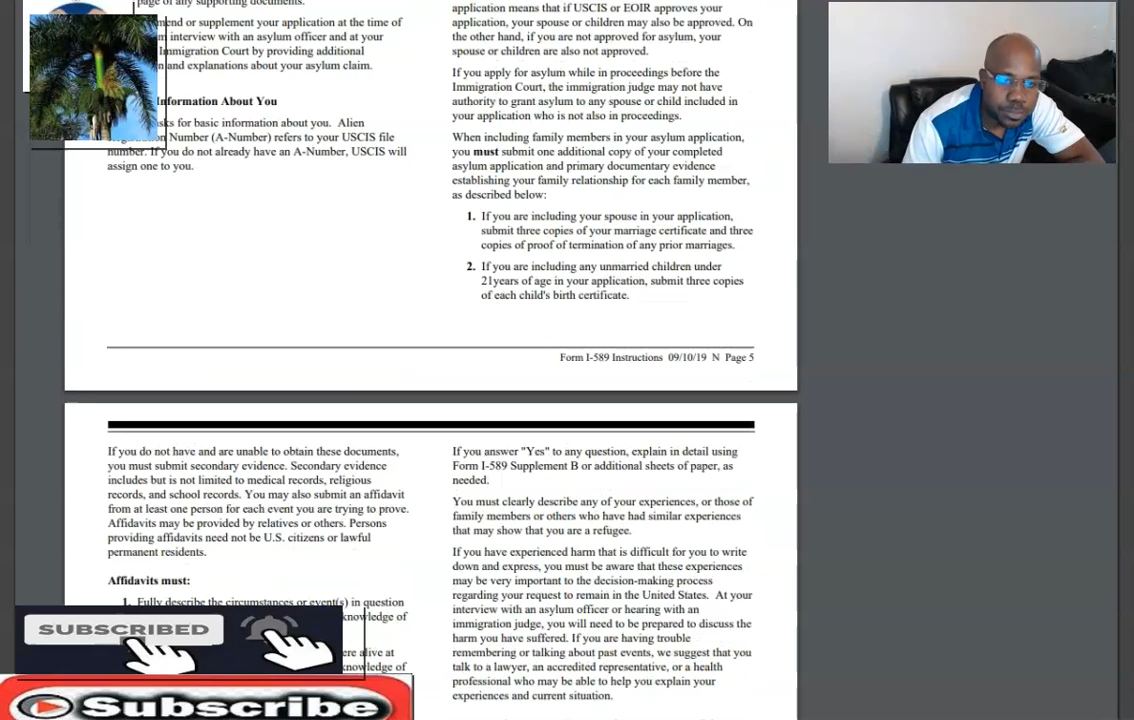 page of any supporting documents.
mend or supplement your application at the time of
interview with an asylum officer and at your
Immigration Court by providing additional
and explanations about your asylum claim.
Information About You
asks for basic information about you. Alien
Number (A-Number) refers to your USCIS file
number. If you do not already have an A-Number, USCIS will
assign one to you.
application means that if USCIS or EOIR approves your
application, your spouse or children may also be approved. On
the other hand, if you are not approved for asylum, your
spouse or children are also not approved.
If you apply for asylum while in proceedings before the
Immigration Court, the immigration judge may not have
authority to grant asylum to any spouse or child included in
your application who is not also in proceedings.
When including family members in your asylum application,
you must submit one additional copy of your completed
asylum application and primary documentary evidence
establishing your family relationship for each family member,
as described below:
1. If you are including your spouse in your application,
submit three copies of your marriage certificate and three
copies of proof of termination of any prior marriages.
2. If you are including any unmarried children under
21years of age in your application, submit three copies
of each child's birth certificate.
Form I-589 Instructions 09/10/19 N Page 5
If you do not have and are unable to obtain these documents,
you must submit secondary evidence. Secondary evidence
includes but is not limited to medical records, religious
records, and school records. You may also submit an affidavit
from at least one person for each event you are trying to prove.
Affidavits may be provided by relatives or others. Persons
providing affidavits need not be U.S. citizens or lawful
permanent residents.
Affidavits must:
1. Fully describe the circumstances or event(s) in question
knowledge of
ere alive at
knowledge of
If you answer "Yes" to any question, explain in detail using
Form I-589 Supplement B or additional sheets of paper, as
needed.
You must clearly describe any of your experiences, or those of
family members or others who have had similar experiences
that may show that you are a refugee.
If you have experienced harm that is difficult for you to write
down and express, you must be aware that these experiences
may be very important to the decision-making process
regarding your request to remain in the United States. At your
interview with an asylum officer or hearing with an
immigration judge, you will need to be prepared to discuss the
harm you have suffered. If you are having trouble
remembering or talking about past events, we suggest that you
talk to a lawyer, an accredited representative, or a health
professional who may be able to help you explain your
experiences and current situation.
SUBSCRIBED
Subscribe